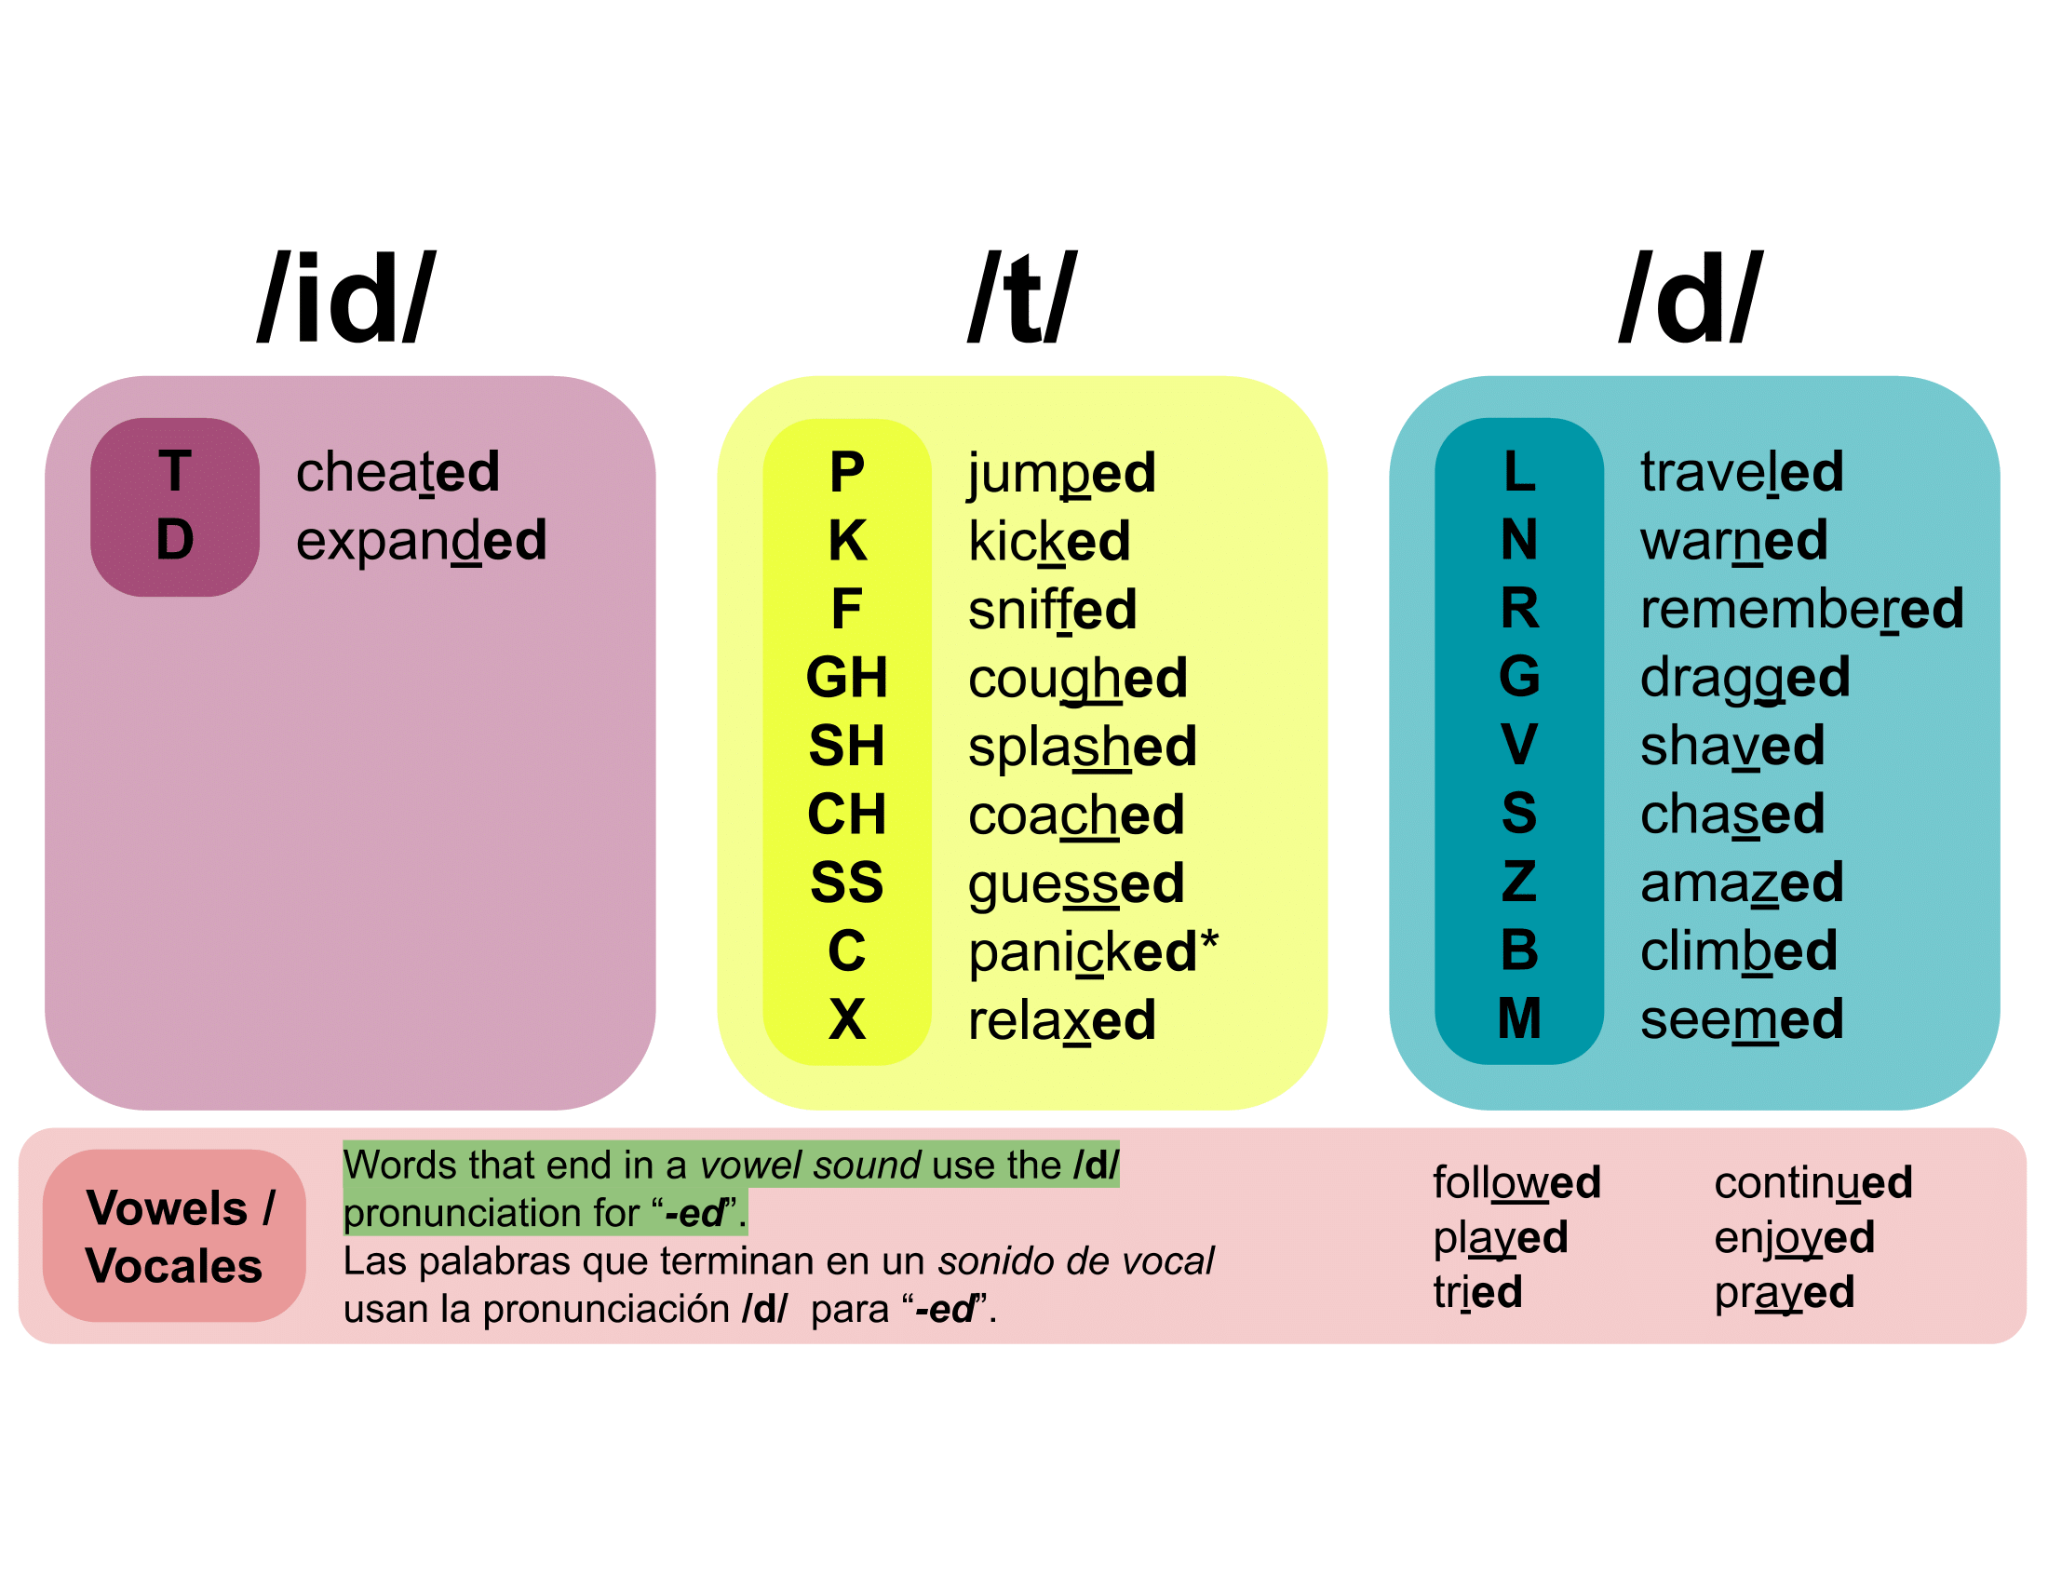 /id/ /t/ /d/
T cheated
D expanded
P jumped
K kicked
F sniffed
GH coughed
SH splashed
CH coached
SS guessed
C panicked*
X relaxed
L traveled
N warned
R remembered
G dragged
V shaved
S chased
Z amazed
B climbed
M seemed
Vowels /
Vocales
Words that end in a vowel sound use the /d/
pronunciation for “-ed”.
Las palabras que terminan en un sonido de vocal
usan la pronunciación /d/ para “-ed”.
followed continued
played enjoyed
tried prayed